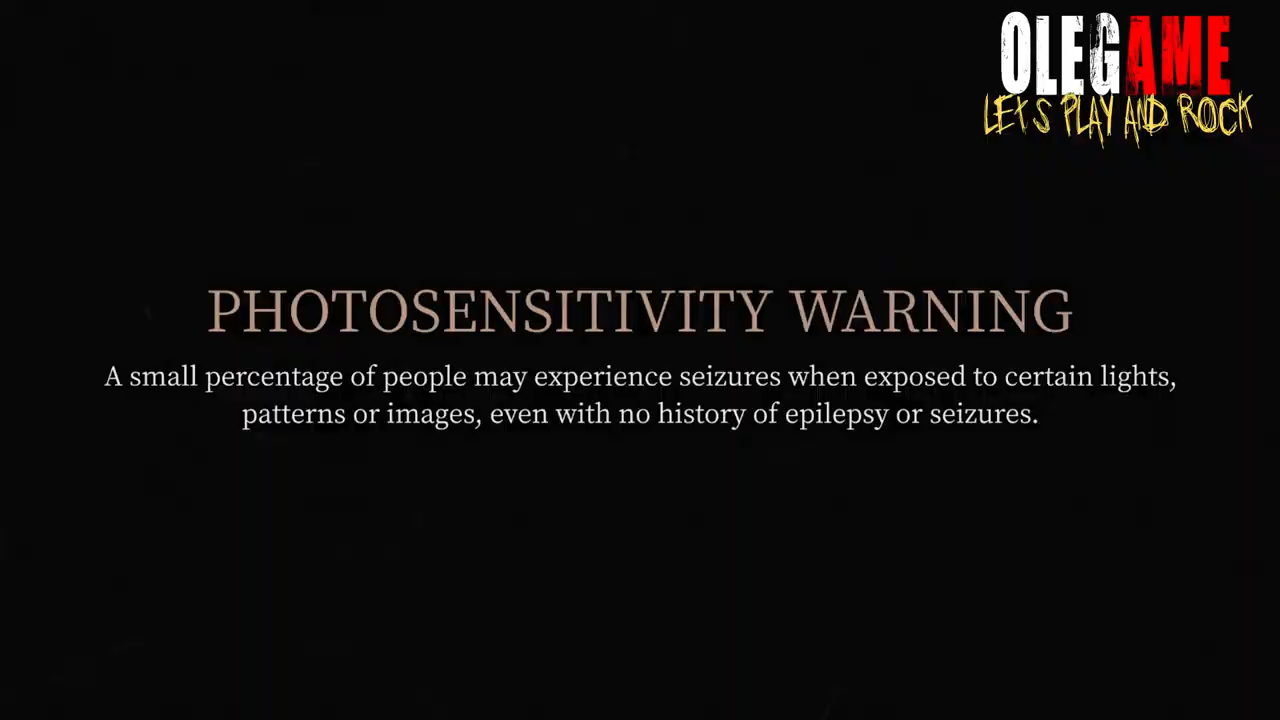 OLEGAME
LET'S PLAY AND ROCK
PHOTOSENSITIVITY WARNING
A small percentage of people may experience seizures when exposed to certain lights,
patterns or images, even with no history of epilepsy or seizures.